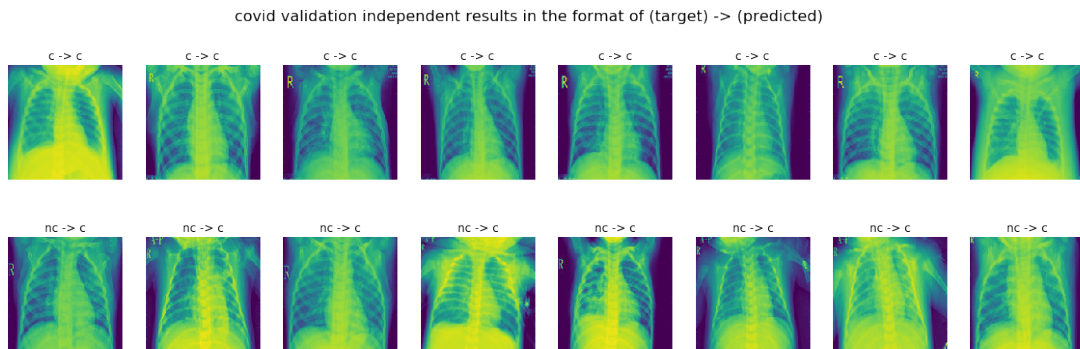 covid validation independent results in the format of (target) -> (predicted)
c -> c c -> c c -> c c -> c c -> c c -> c c -> c c -> c
R R R R R R R
nc -> c nc -> c nc -> c nc -> c nc -> c nc -> c nc -> c nc -> c
R R R R R R R